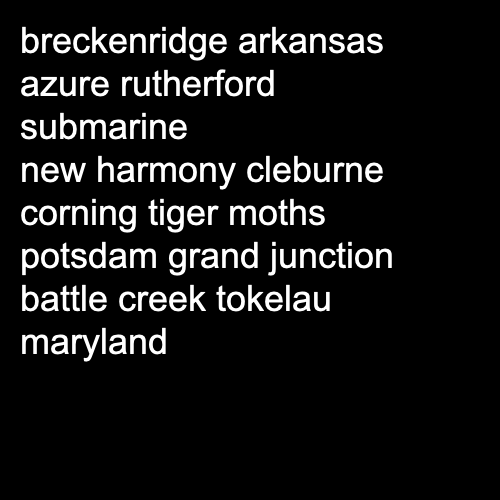 breckenridge arkansas
azure rutherford
submarine
new harmony cleburne
corning tiger moths
potsdam grand junction
battle creek tokelau
maryland